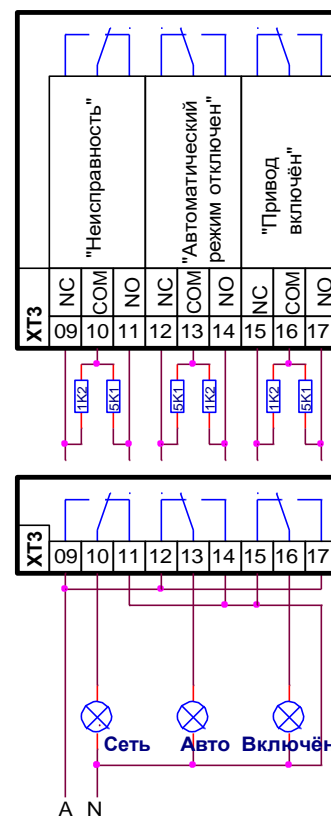 "Неисправность"
"Автоматический
режим отключен"
"Привод
включён"
XT3
NC COM NO NC COM NO NC COM NO
09 10 11 12 13 14 15 16 17
1K2 5K1 5K1 1K2 1K2 5K1
XT3
09 10 11 12 13 14 15 16 17
Сеть Авто Включён
A N